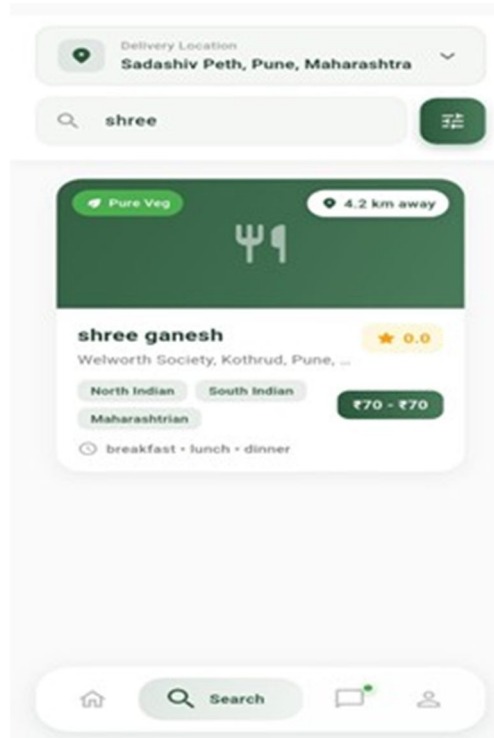 Delivery Location
Sadashiv Peth, Pune, Maharashtra
shree
Pure Veg
4.2 km away
shree ganesh
0.0
Welworth Society, Kothrud, Pune, ...
North Indian
South Indian
Maharashtrian
₹70 - ₹70
breakfast • lunch • dinner
Search